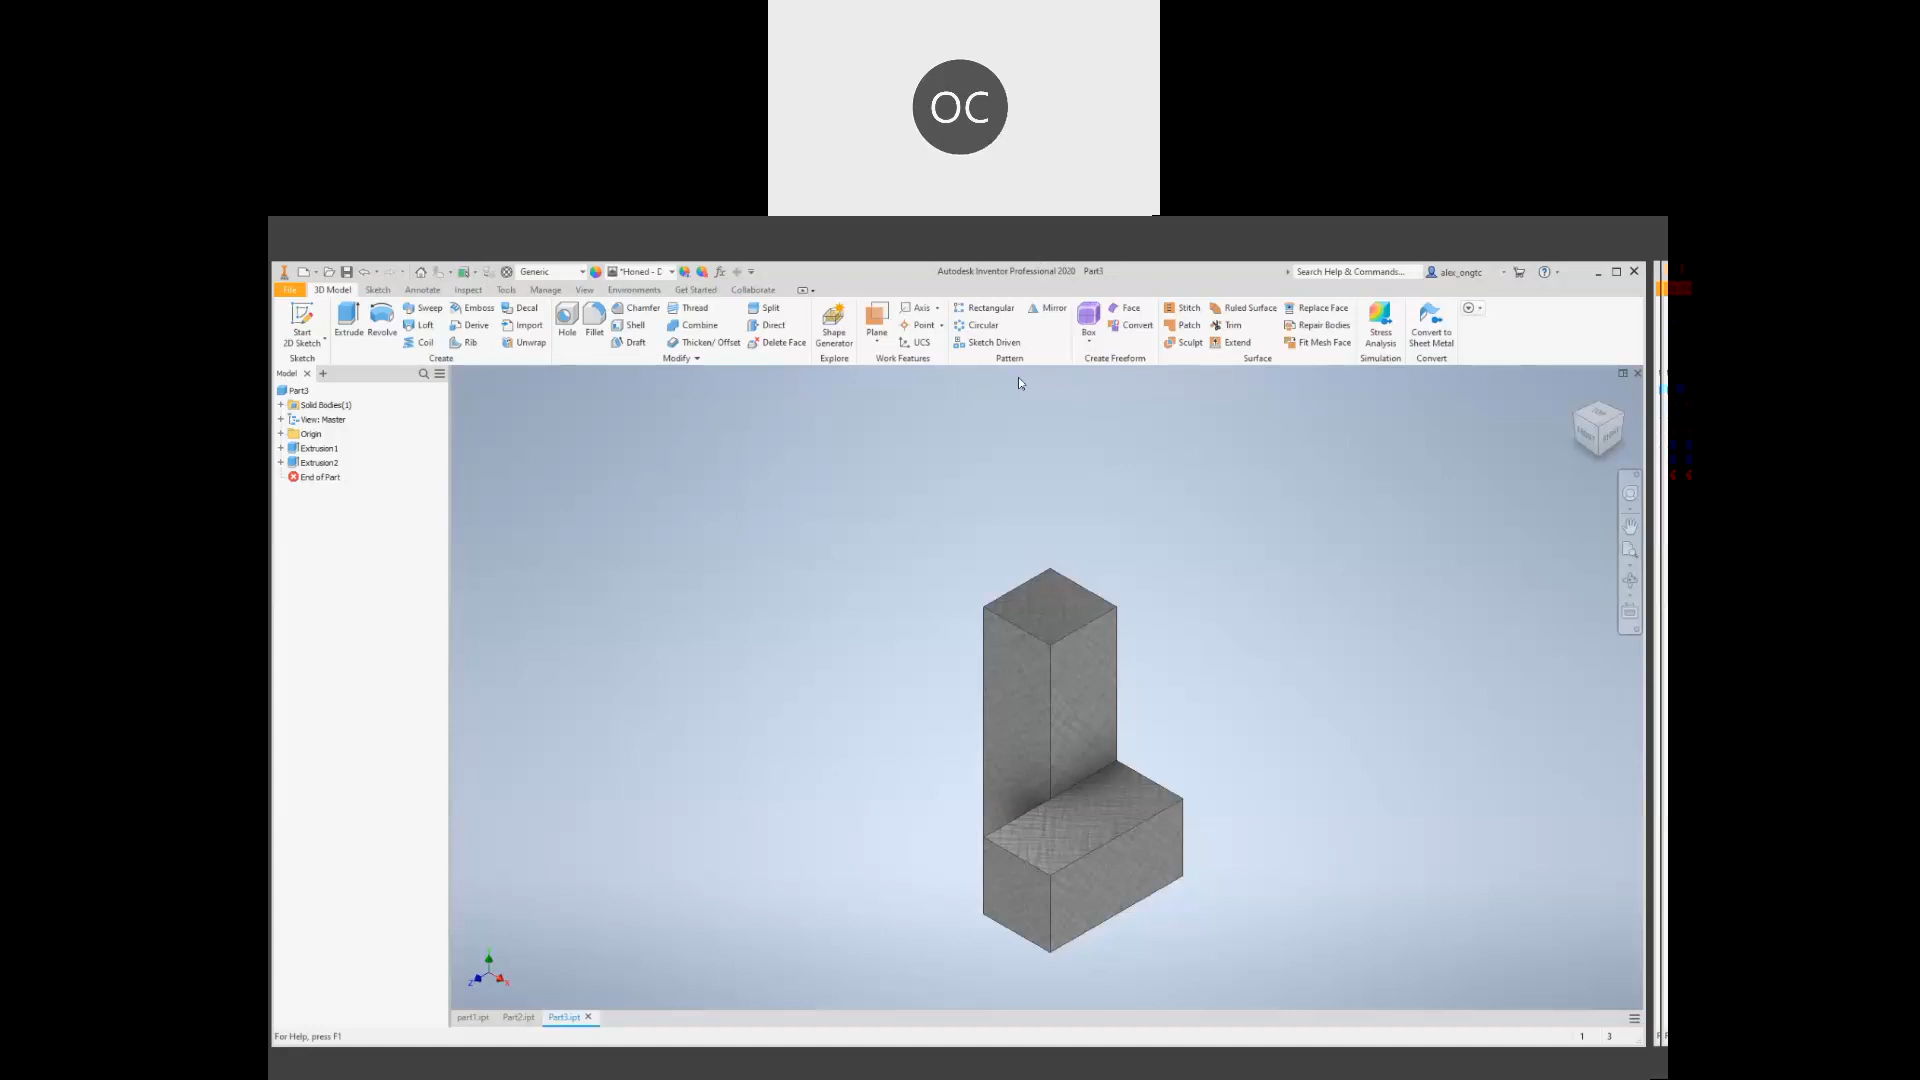 OC
Generic
"Honed - D
fx
Autodesk Inventor Professional 2020 Part3
Search Help & Commands...
alex_ongtc
File 3D Model Sketch Annotate Inspect Tools Manage View Environments Get Started Collaborate
Start
2D Sketch
Sketch
Extrude Revolve
Sweep Emboss Decal
Loft Derive Import
Coil Rib Unwrap
Create
Hole Fillet
Chamfer Thread Split
Shell Combine Direct
Draft Thicken/ Offset Delete Face
Modify
Shape
Generator
Explore
Plane
Axis
Point
UCS
Work Features
Rectangular Mirror
Circular
Sketch Driven
Pattern
Box
Face
Convert
Create Freeform
Stitch Ruled Surface Replace Face
Patch Trim Repair Bodies
Sculpt Extend Fit Mesh Face
Surface
Stress
Analysis
Simulation
Convert to
Sheet Metal
Convert
Model
Part3
Solid Bodies(1)
View: Master
Origin
Extrusion1
Extrusion2
End of Part
TOP
FRONT RIGHT
Z X
part1.ipt Part2.ipt Part3.ipt
For Help, press F1
1 3